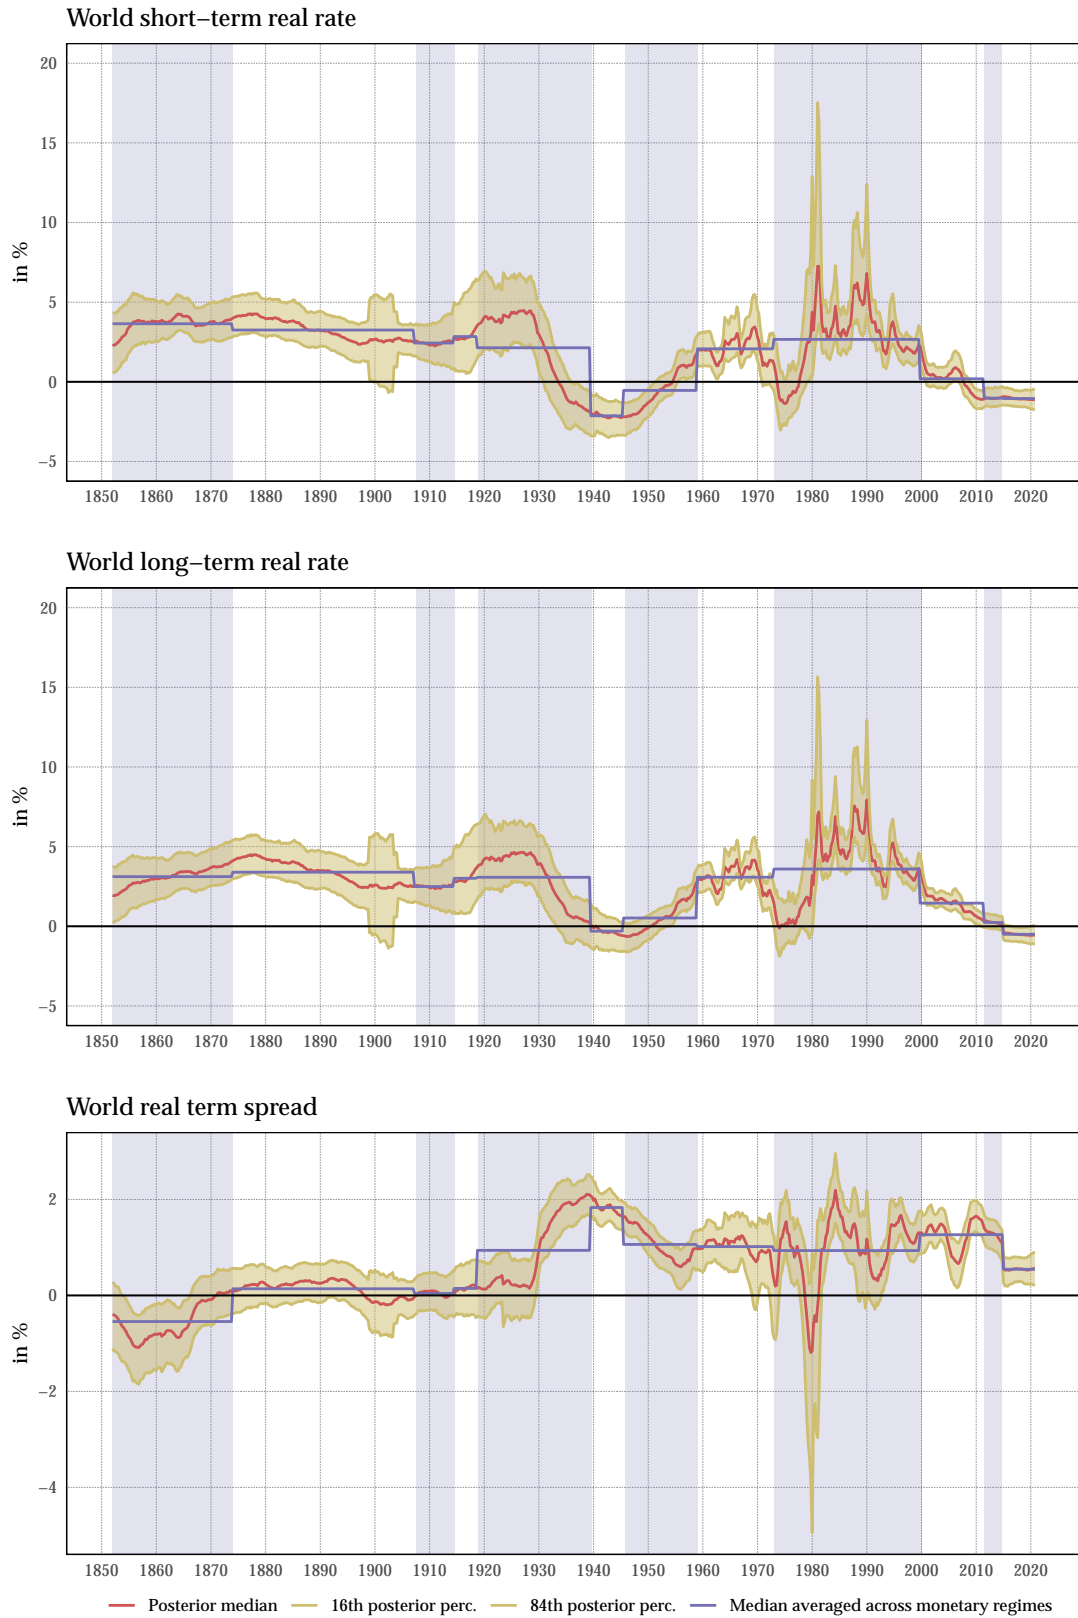 World short–term real rate
20
15
10
5
0
−5
in %
1850 1860 1870 1880 1890 1900 1910 1920 1930 1940 1950 1960 1970 1980 1990 2000 2010 2020
World long–term real rate
20
15
10
5
0
−5
in %
1850 1860 1870 1880 1890 1900 1910 1920 1930 1940 1950 1960 1970 1980 1990 2000 2010 2020
World real term spread
2
0
−2
−4
in %
1850 1860 1870 1880 1890 1900 1910 1920 1930 1940 1950 1960 1970 1980 1990 2000 2010 2020
Posterior median 16th posterior perc. 84th posterior perc. Median averaged across monetary regimes